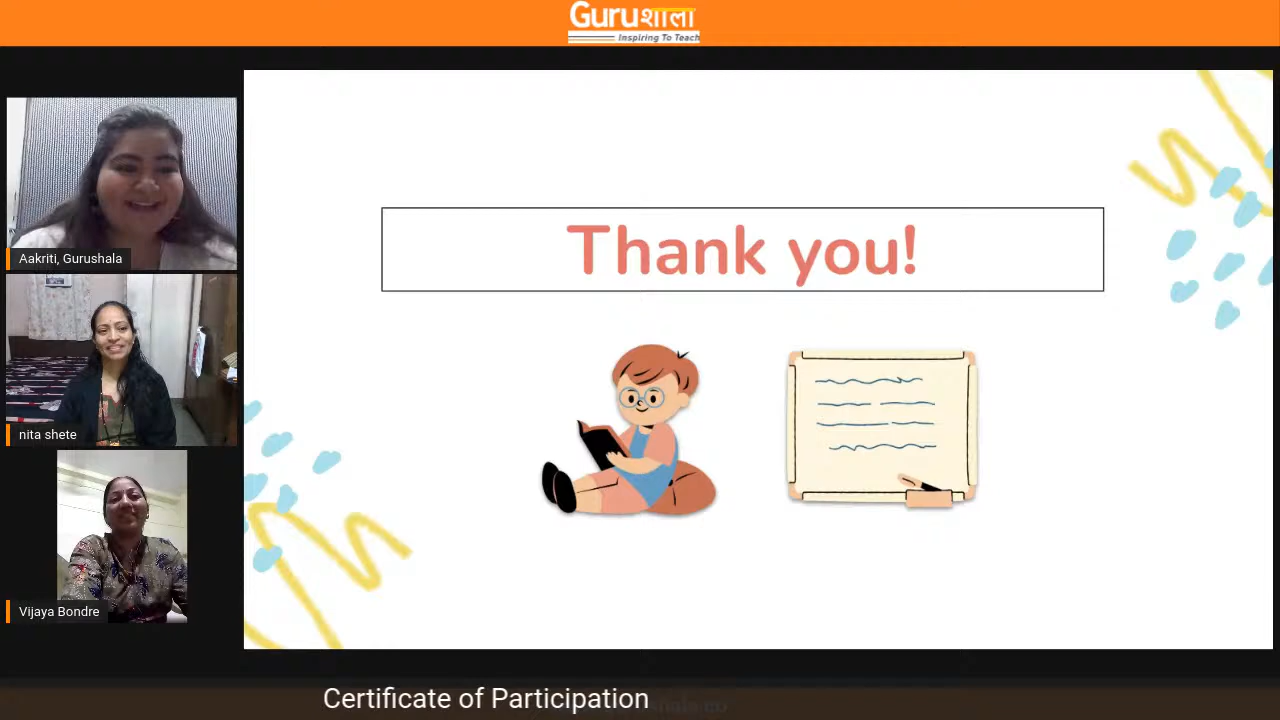 Guruशाला
Inspiring To Teach
Thank you!
Aakriti, Gurushala
nita shete
Vijaya Bondre
Certificate of Participation